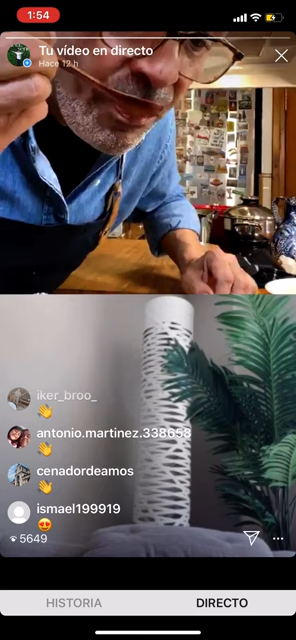 1:54
Tu vídeo en directo
Hace 12 h
iker_broo_
👏
antonio.martinez.338658
👏
cenadordeamos
👏
ismael199919
😍
5649
HISTORIA
DIRECTO